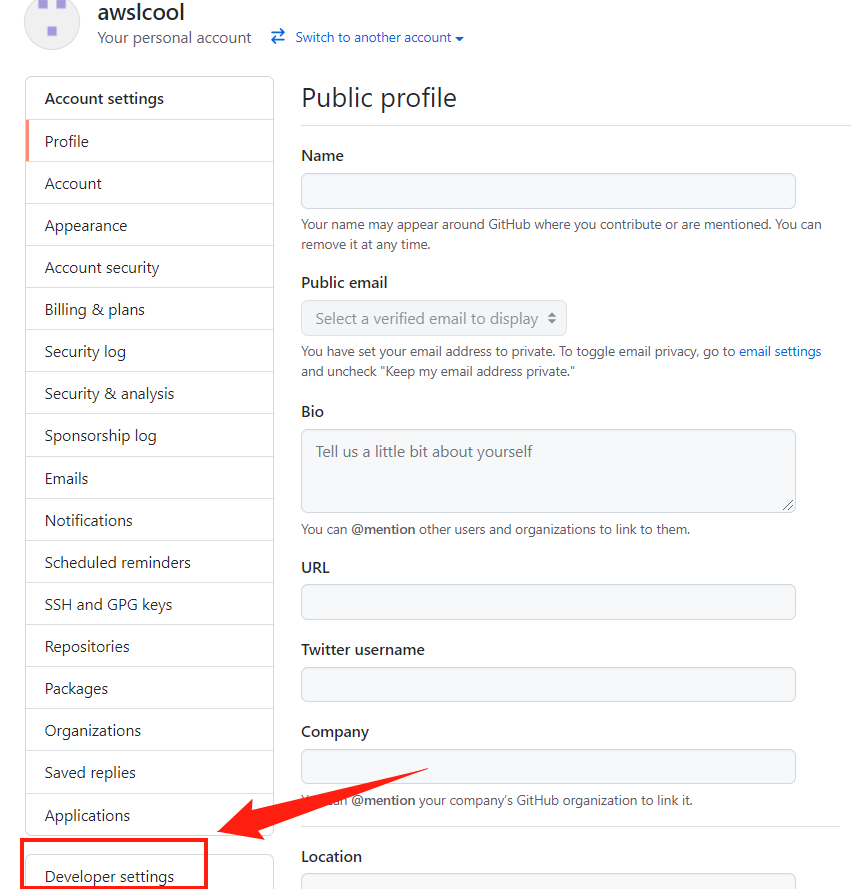 awslcool
Your personal account
Switch to another account
Account settings
Profile
Account
Appearance
Account security
Billing & plans
Security log
Security & analysis
Sponsorship log
Emails
Notifications
Scheduled reminders
SSH and GPG keys
Repositories
Packages
Organizations
Saved replies
Applications
Developer settings
Public profile
Name
Your name may appear around GitHub where you contribute or are mentioned. You can
remove it at any time.
Public email
Select a verified email to display
You have set your email address to private. To toggle email privacy, go to email settings
and uncheck "Keep my email address private."
Bio
Tell us a little bit about yourself
You can @mention other users and organizations to link to them.
URL
Twitter username
Company
@mention your company’s GitHub organization to link it.
Location